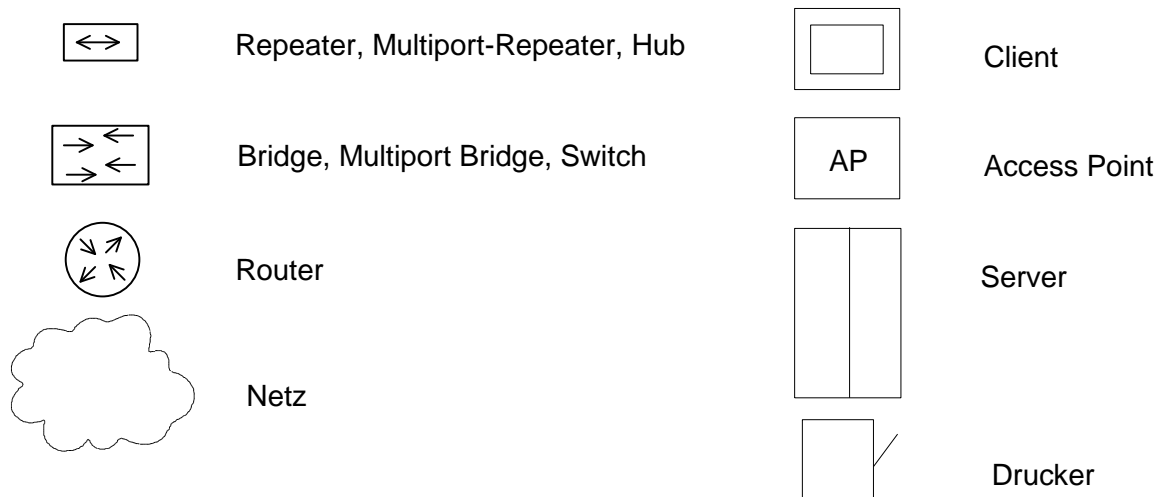 Repeater, Multiport-Repeater, Hub
Client
Bridge, Multiport Bridge, Switch
AP
Access Point
Router
Server
Netz
Drucker